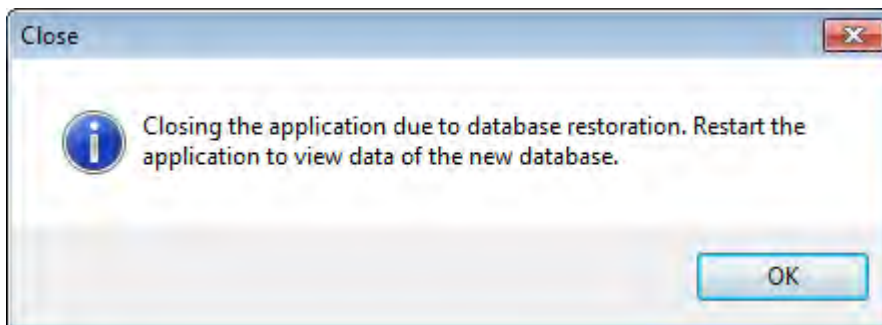 Close
Closing the application due to database restoration. Restart the
application to view data of the new database.
OK